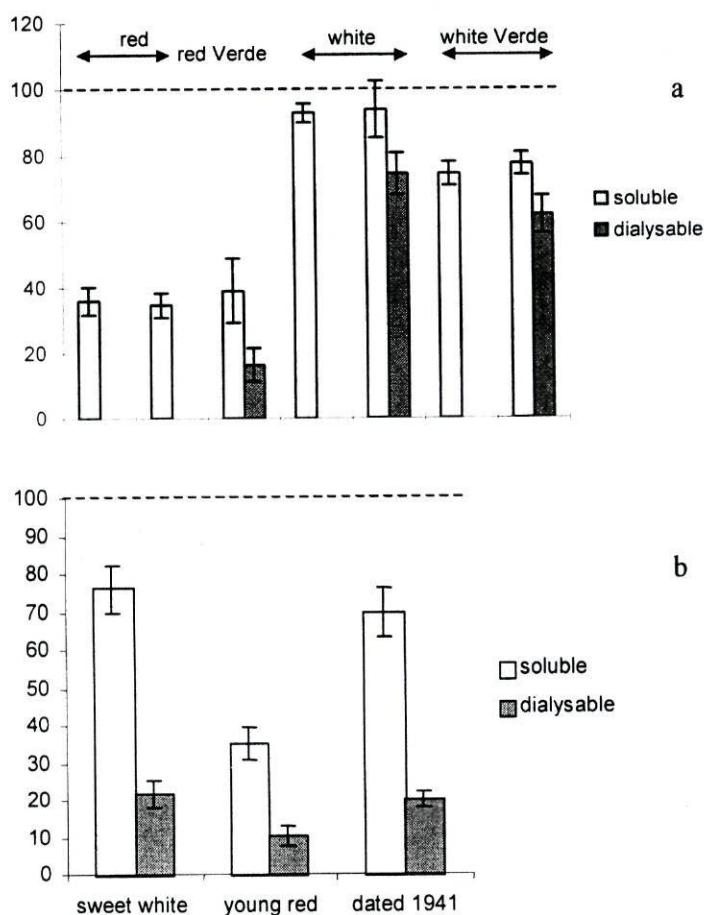 120
red
white
white Verde
red Verde
100
a
80
soluble
60
dialysable
40
20
0
100
90
b
80
70
60
soluble
50
dialysable
40
30
20
10
0
sweet white
young red
dated 1941